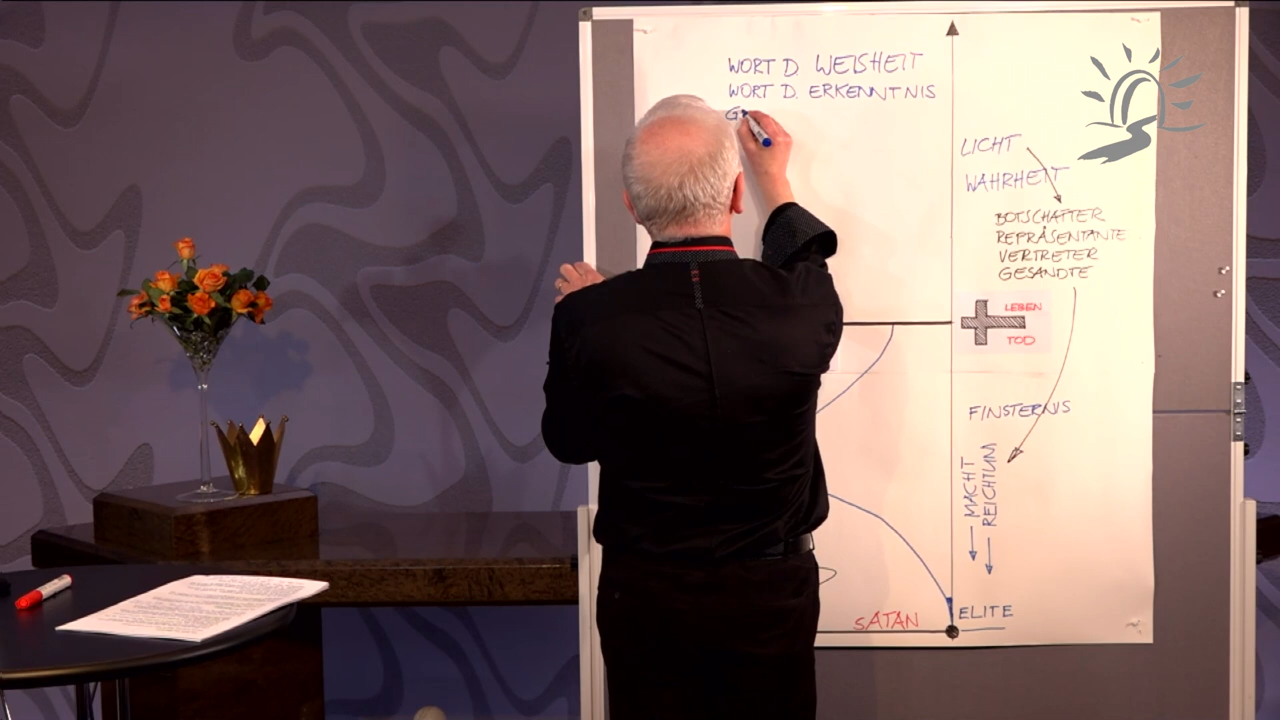 WORT D. WEISHEIT
WORT D. ERKENNTNIS
G
LICHT
WAHRHEIT
BOTSCHAFTER
REPRÄSENTANTE
VERTRETER
GESANDTE
LEBEN
TOD
FINSTERNIS
MACHT
REICHTUM
SATAN
ELITE